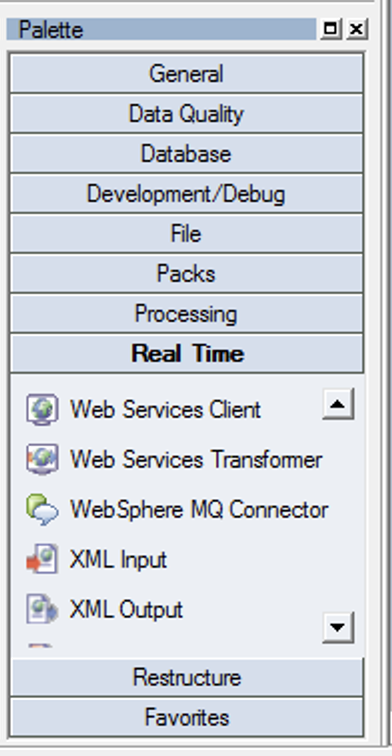 Palette
General
Data Quality
Database
Development/Debug
File
Packs
Processing
Real Time
Web Services Client
Web Services Transformer
WebSphere MQ Connector
XML Input
XML Output
Restructure
Favorites